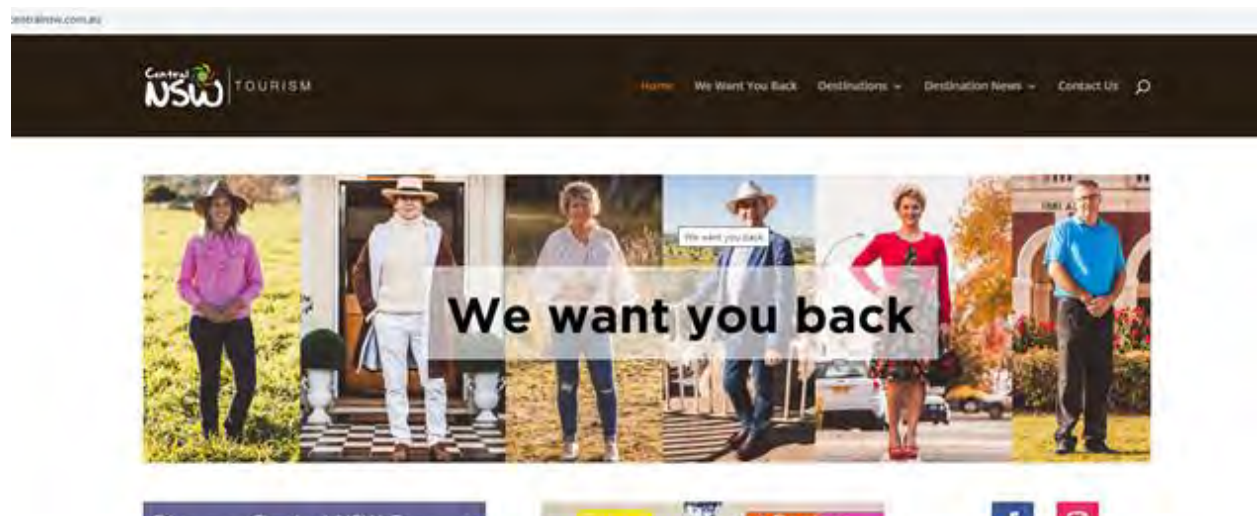 centralnsw.com.au
Central
NSW TOURISM
Home We Want You Back Destinations Destination News Contact Us
We want you back
We want you back